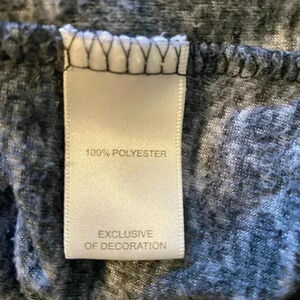 100% POLYESTER
EXCLUSIVE
OF DECORATION